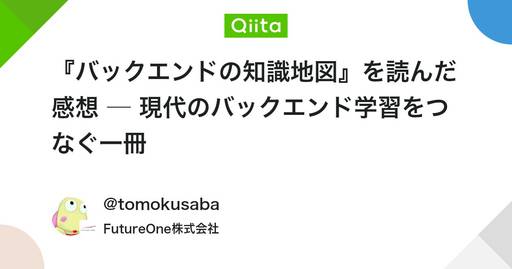 Qiita
『バックエンドの知識地図』を読んだ
感想 ― 現代のバックエンド学習をつ
なぐ一冊
@tomokusaba
FutureOne株式会社